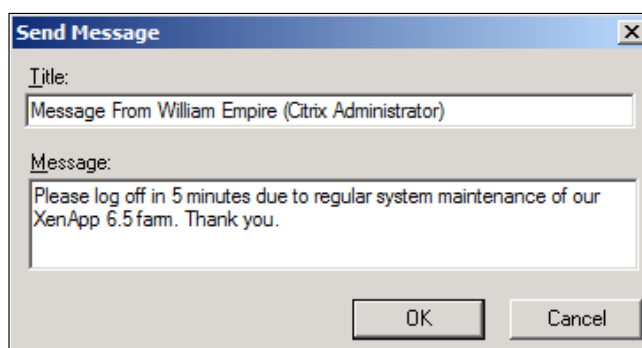 Send Message
Title:
Message From William Empire (Citrix Administrator)
Message:
Please log off in 5 minutes due to regular system maintenance of our
XenApp 6.5 farm. Thank you.
OK Cancel